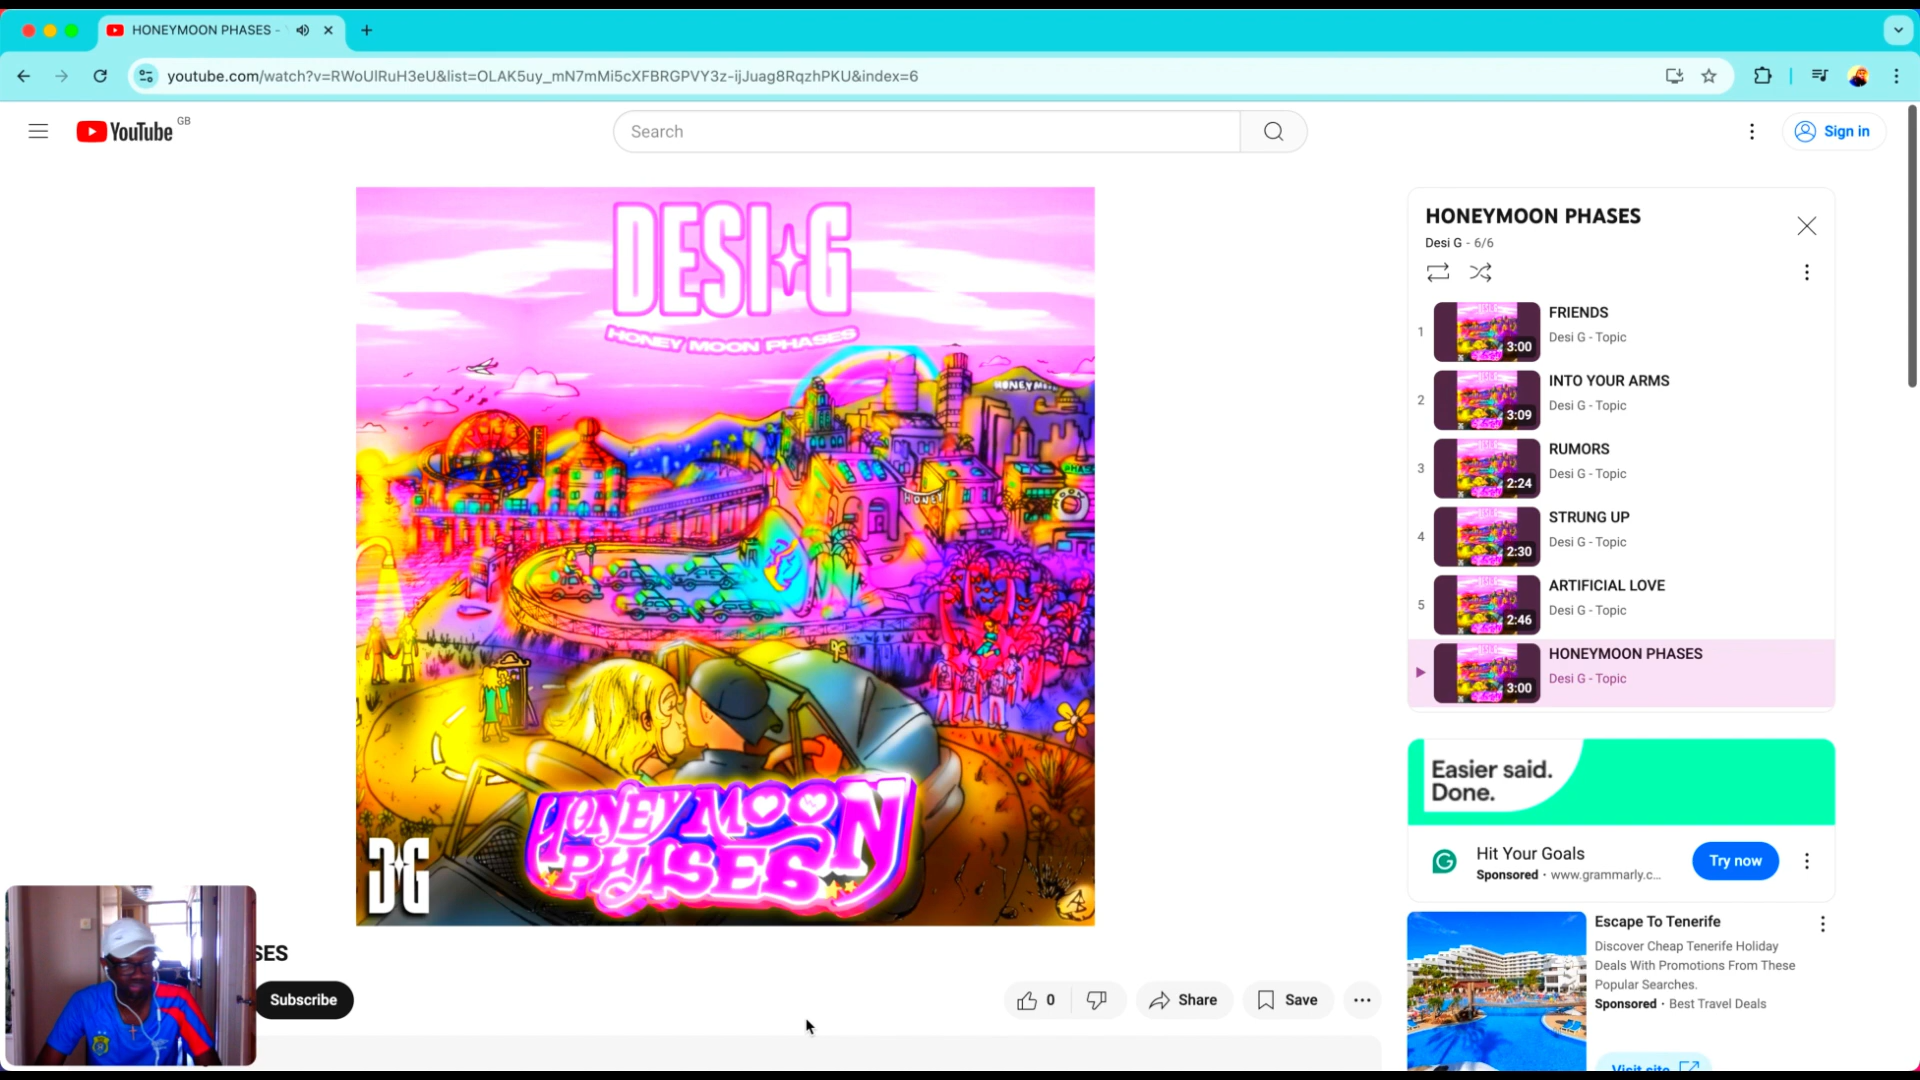 HONEYMOON PHASES -
youtube.com/watch?v=RWoUlRuH3eU&list=OLAK5uy_mN7mMi5cXFBRGPVY3z-ijJuag8RqzhPKU&index=6
YouTube GB
Search
Sign in
DESI G
HONEY MOON PHASES
HONEY
HONEY MOON
PHASES
SES
Subscribe
0
Share
Save
HONEYMOON PHASES
Desi G - 6/6
1
3:00
FRIENDS
Desi G - Topic
2
3:09
INTO YOUR ARMS
Desi G - Topic
3
2:24
RUMORS
Desi G - Topic
4
2:30
STRUNG UP
Desi G - Topic
5
2:46
ARTIFICIAL LOVE
Desi G - Topic
3:00
HONEYMOON PHASES
Desi G - Topic
Easier said.
Done.
Hit Your Goals
Sponsored · www.grammarly.c...
Try now
Escape To Tenerife
Discover Cheap Tenerife Holiday
Deals With Promotions From These
Popular Searches.
Sponsored · Best Travel Deals
Visit site